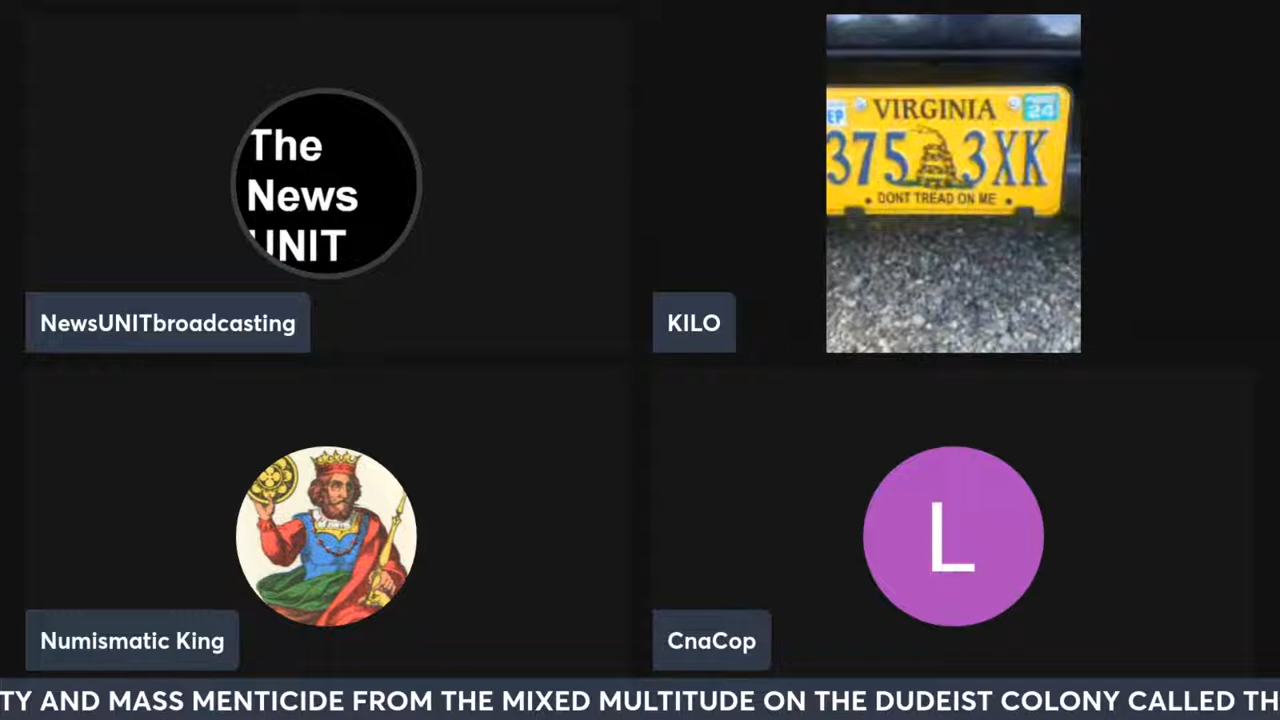 The
News
UNIT
NewsUNITbroadcasting
VIRGINIA
EP
24
375 3XK
DONT TREAD ON ME
KILO
Numismatic King
L
CnaCop
TY AND MASS MENTICIDE FROM THE MIXED MULTITUDE ON THE DUDEIST COLONY CALLED TH